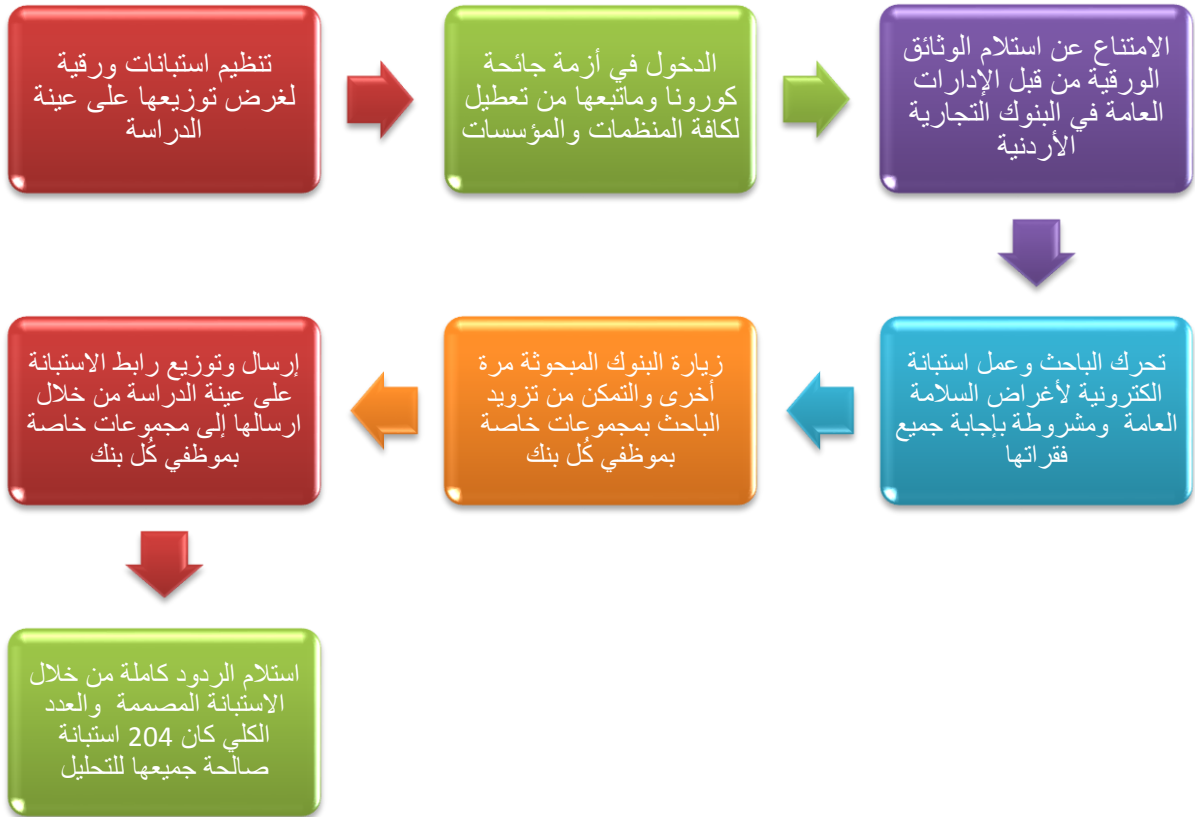 تنظيم استبانات ورقية
لغرض توزيعها على عينة
الدراسة
الدخول في أزمة جائحة
كورونا وماتبعها من تعطيل
لكافة المنظمات والمؤسسات
الامتناع عن استلام الوثائق
الورقية من قبل الإدارات
العامة في البنوك التجارية
الأردنية
تحرك الباحث وعمل استبانة
الكترونية لأغراض السلامة
العامة ومشروطة بإجابة جميع
فقراتها
زيارة البنوك المبحوثة مرة
أخرى والتمكن من تزويد
الباحث بمجموعات خاصة
بموظفي كُل بنك
إرسال وتوزيع رابط الاستبانة
على عينة الدراسة من خلال
ارسالها إلى مجموعات خاصة
بموظفي كُل بنك
استلام الردود كاملة من خلال
الاستبانة المصممة والعدد
الكلي كان 204 استبانة
صالحة جميعها للتحليل